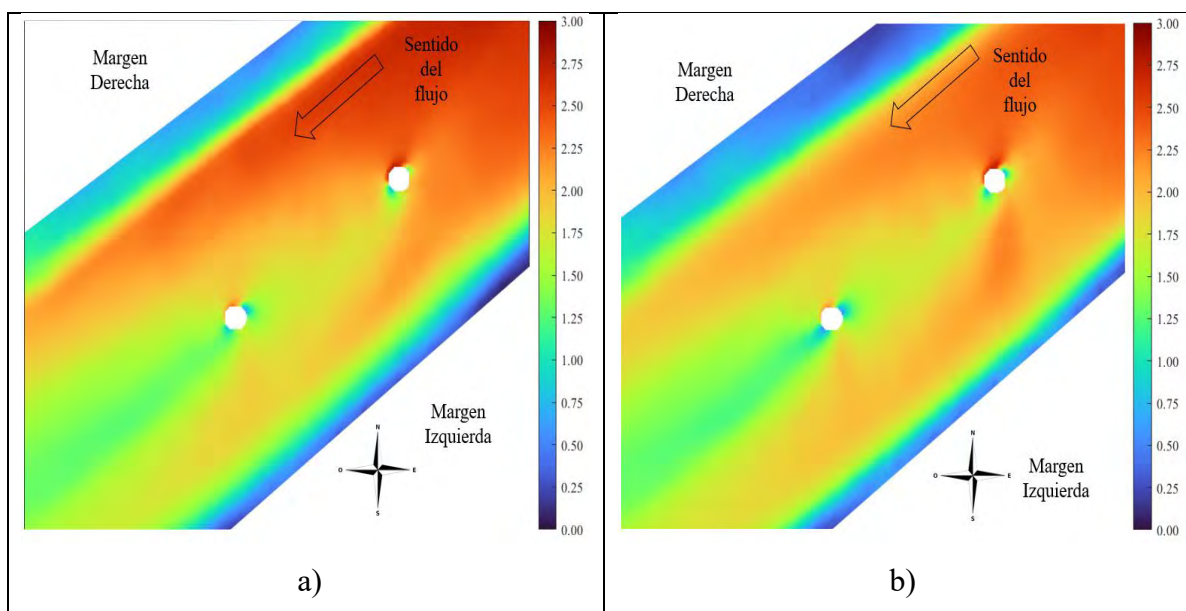 Margen
Derecha
Sentido
del
flujo
Margen
Izquierda
N
O
E
S
3.00
2.75
2.50
2.25
2.00
1.75
1.50
1.25
1.00
0.75
0.50
0.25
0.00
a)
Margen
Derecha
Sentido
del
flujo
Margen
Izquierda
N
O
E
S
3.00
2.75
2.50
2.25
2.00
1.75
1.50
1.25
1.00
0.75
0.50
0.25
0.00
b)